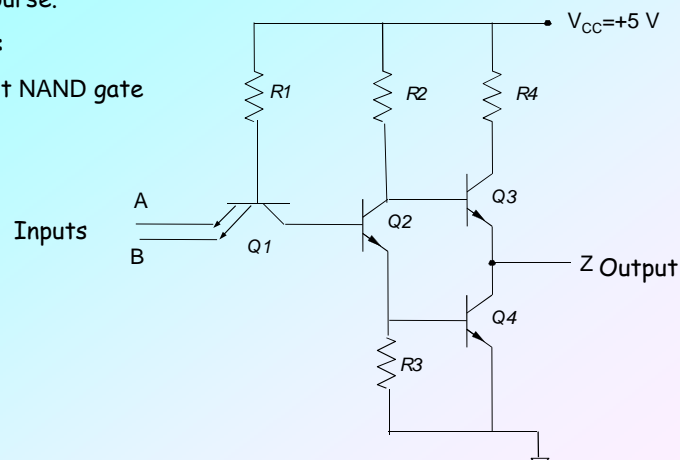 :
t NAND gate
V_CC=+5 V
R1
R2
R4
A
Inputs
B
Q1
Q2
Q3
Z Output
Q4
R3